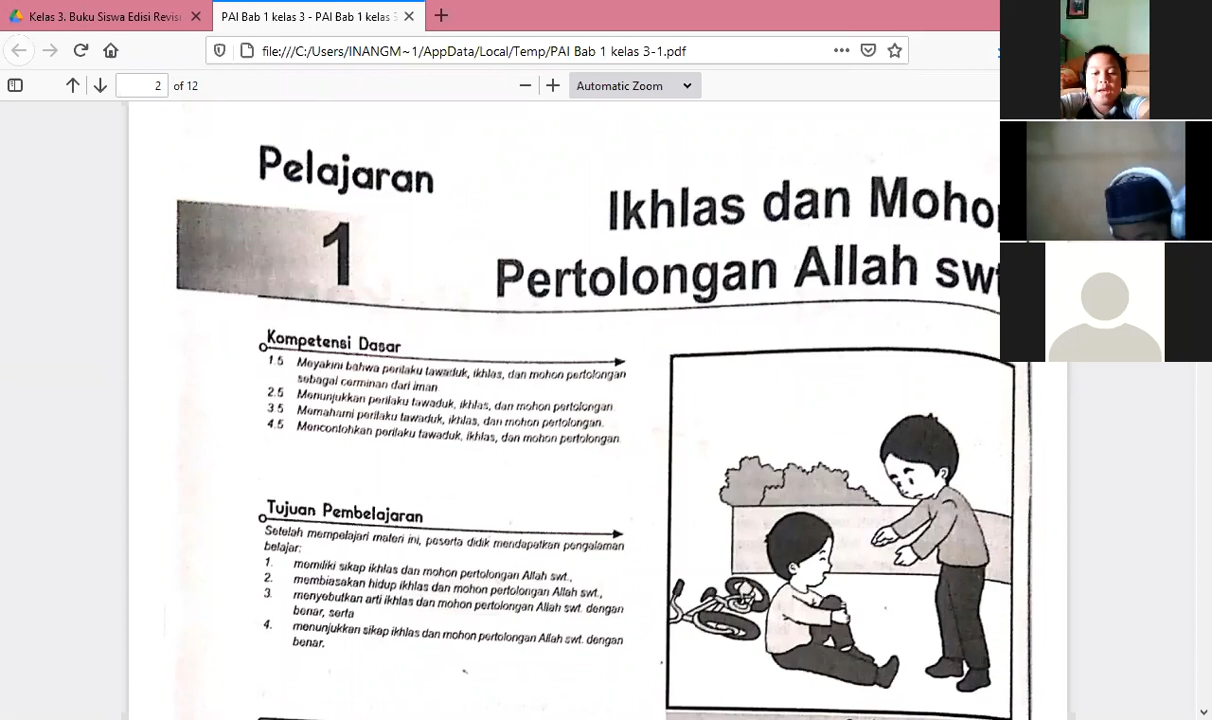 Kelas 3. Buku Siswa Edisi Revisi
PAI Bab 1 kelas 3 - PAI Bab 1 kelas 3
file:///C:/Users/INANGM~1/AppData/Local/Temp/PAI Bab 1 kelas 3-1.pdf
2 of 12
Automatic Zoom
Pelajaran
1
Ikhlas dan Mohon
Pertolongan Allah swt
Kompetensi Dasar
1.5 Meyakini bahwa perilaku tawaduk, ikhlas, dan mohon pertolongan
sebagai cerminan dari iman
2.5 Menunjukkan perilaku tawaduk, ikhlas, dan mohon pertolongan
3.5 Memahami perilaku tawaduk, ikhlas, dan mohon pertolongan.
4.5 Mencontohkan perilaku tawaduk, ikhlas, dan mohon pertolongan
Tujuan Pembelajaran
Setelah mempelajari materi ini, peserta didik mendapatkan pengalaman
belajar:
1. memiliki sikap ikhlas dan mohon pertolongan Allah swt.,
2. membiasakan hidup ikhlas dan mohon pertolongan Allah swt.,
3. menyebutkan arti ikhlas dan mohon pertolongan Allah swt. dengan
benar, serta
4. menunjukkan sikap ikhlas dan mohon pertolongan Allah swt. dengan
benar.